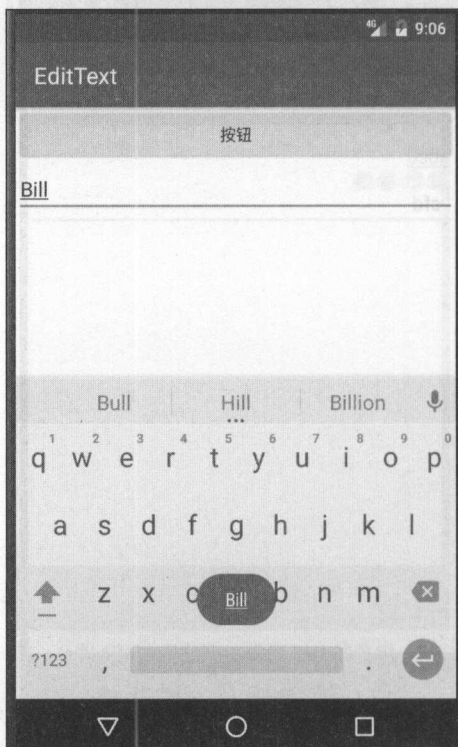 4G 9:06
EditText
按钮
Bill
Bull Hill Billion
1 2 3 4 5 6 7 8 9 0
q w e r t y u i o p
a s d f g h j k l
z x c Bill b n m
?123 , .